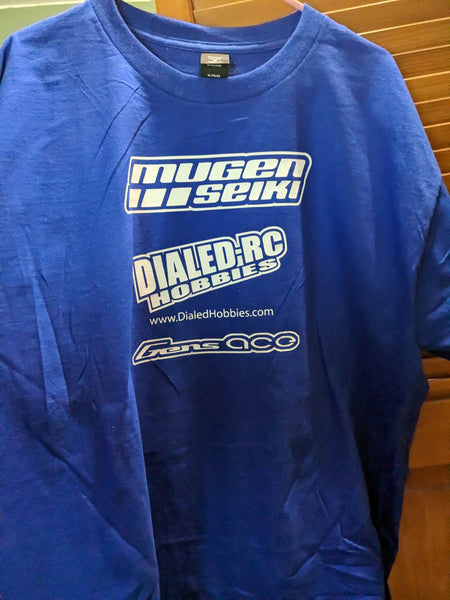 mugen
seiki
DIALED:RC
HOBBIES
www.DialedHobbies.com
Gens ace